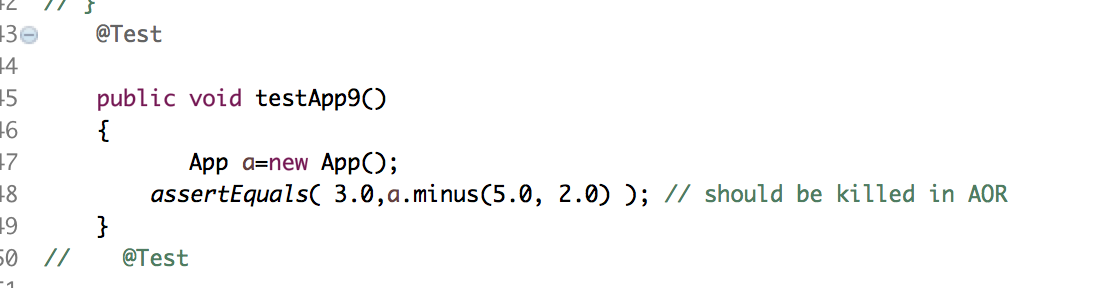 42 // }
43 @Test
44
45 public void testApp9()
46 {
47 App a=new App();
48 assertEquals( 3.0,a.minus(5.0, 2.0) ); // should be killed in AOR
49 }
50 // @Test
51